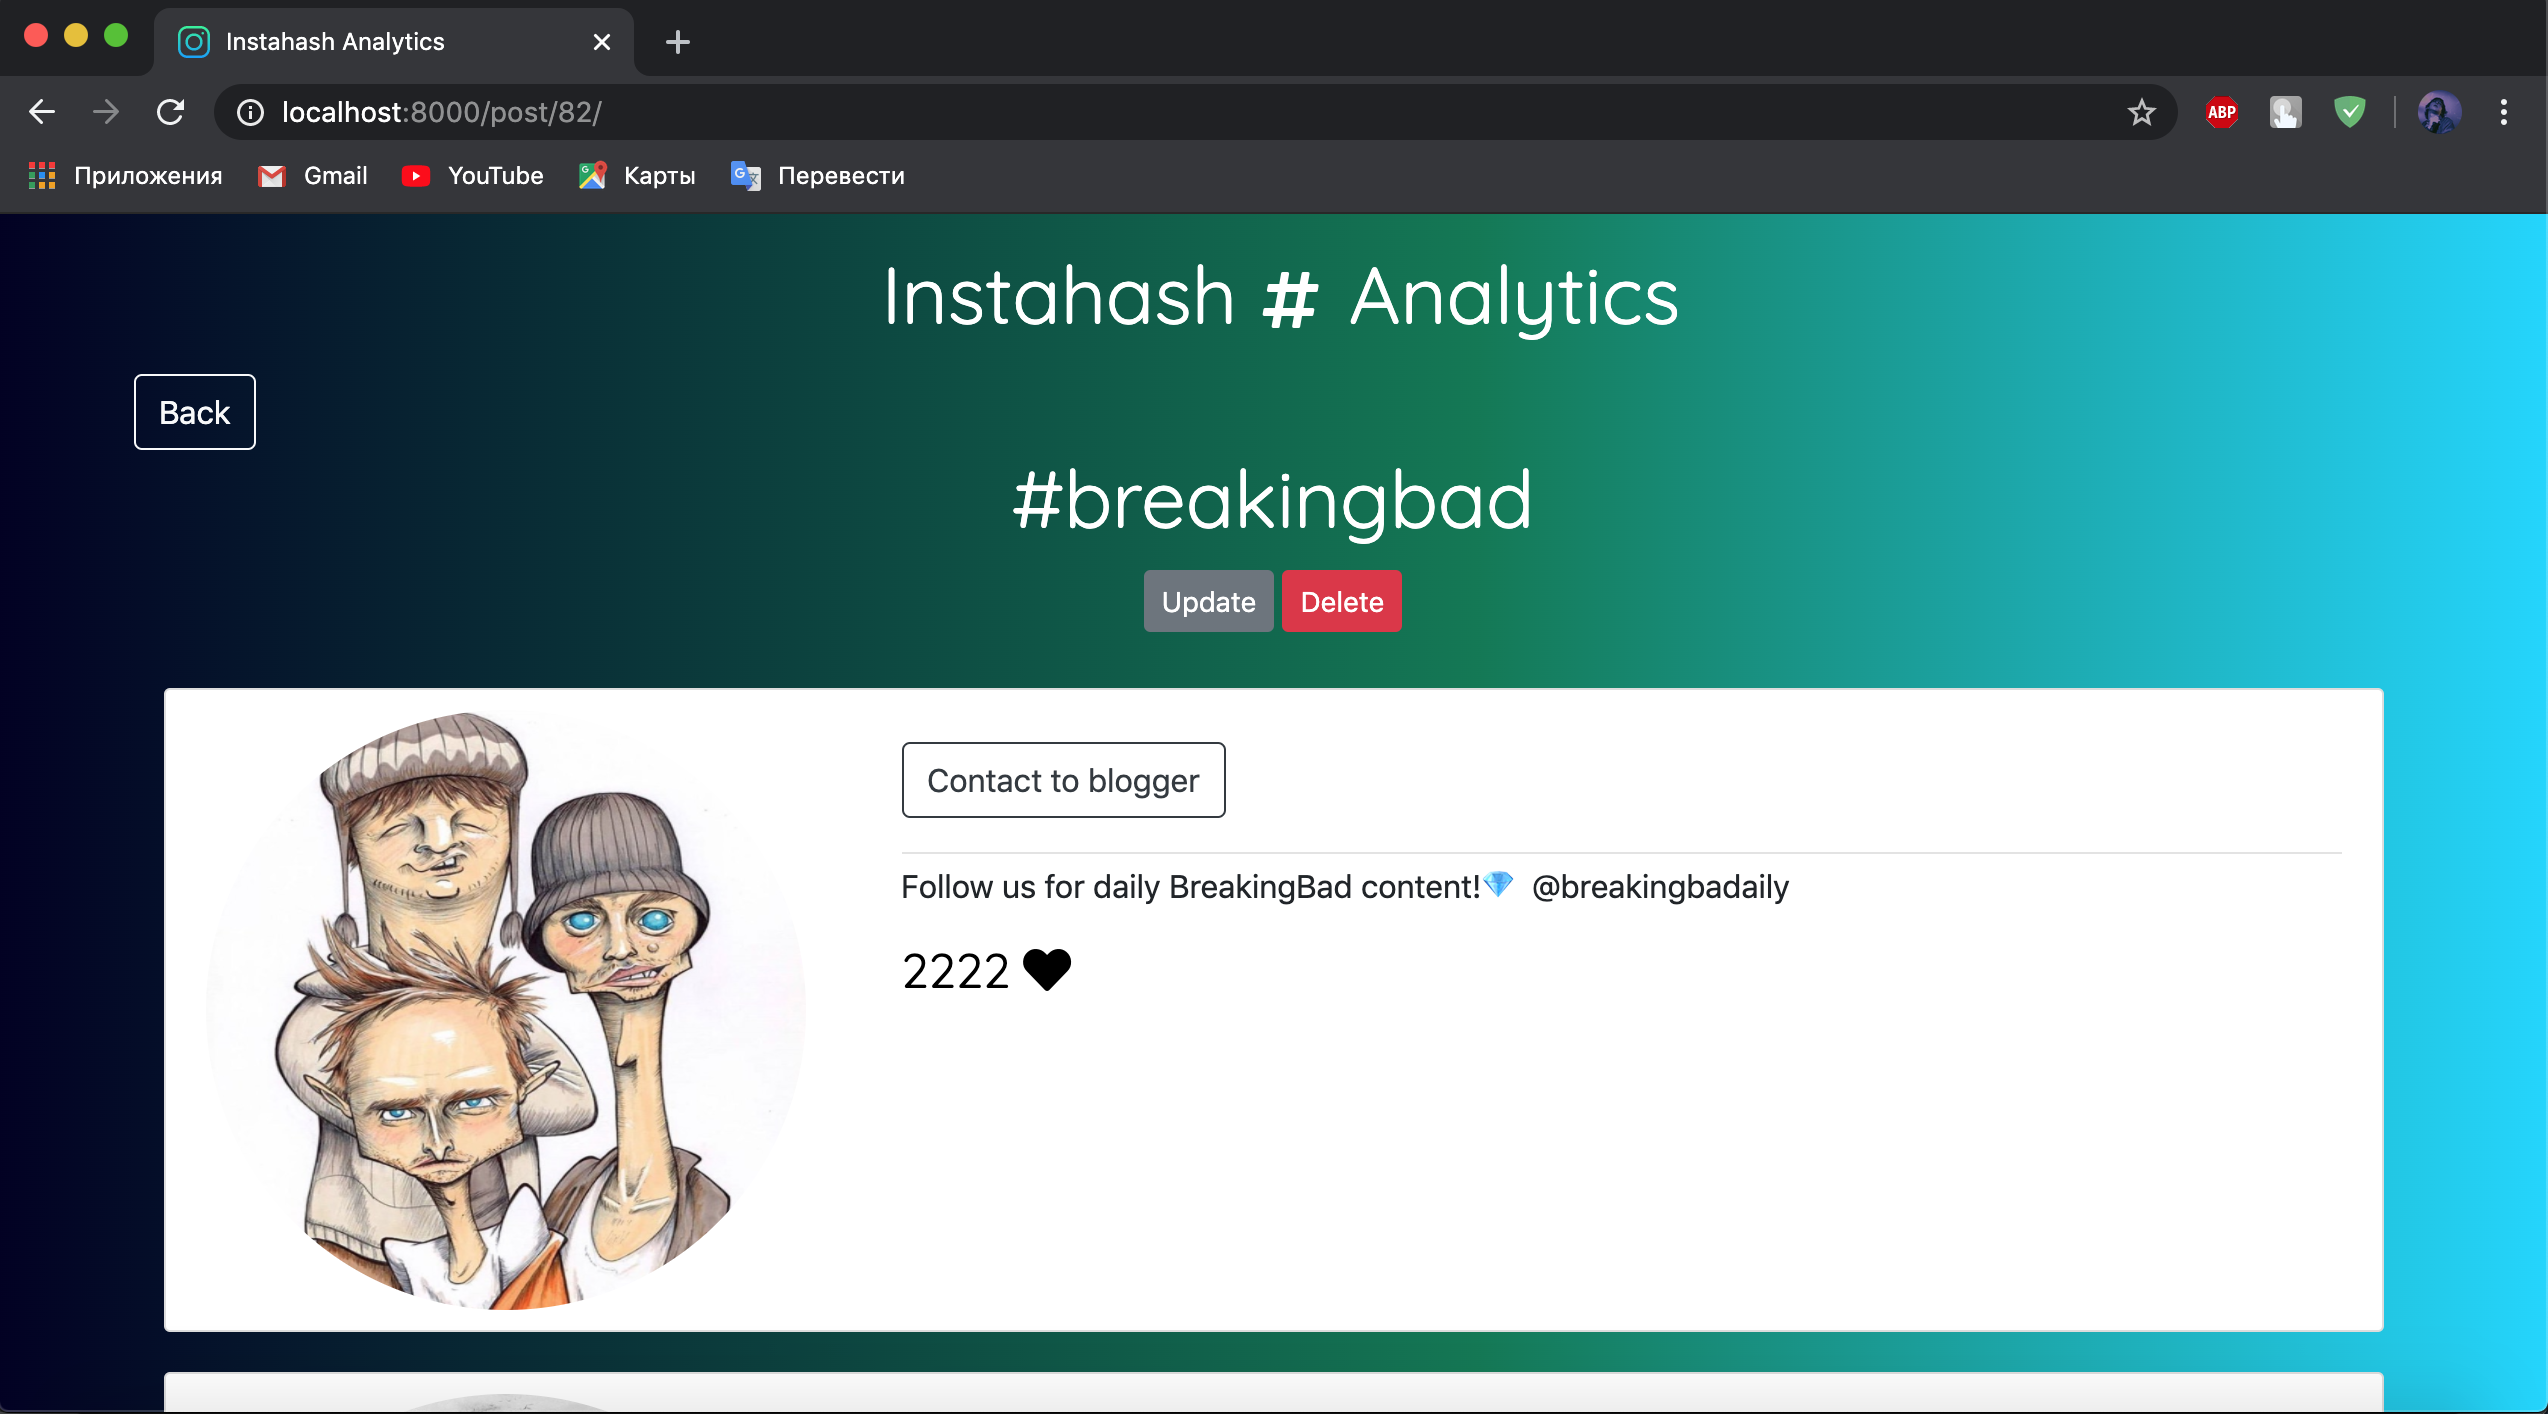 Instahash Analytics
localhost:8000/post/82/
ABP
Приложения Gmail YouTube Карты Перевести
Instahash # Analytics
Back
#breakingbad
Update Delete
Contact to blogger
Follow us for daily BreakingBad content!💎 @breakingbadaily
2222 🖤